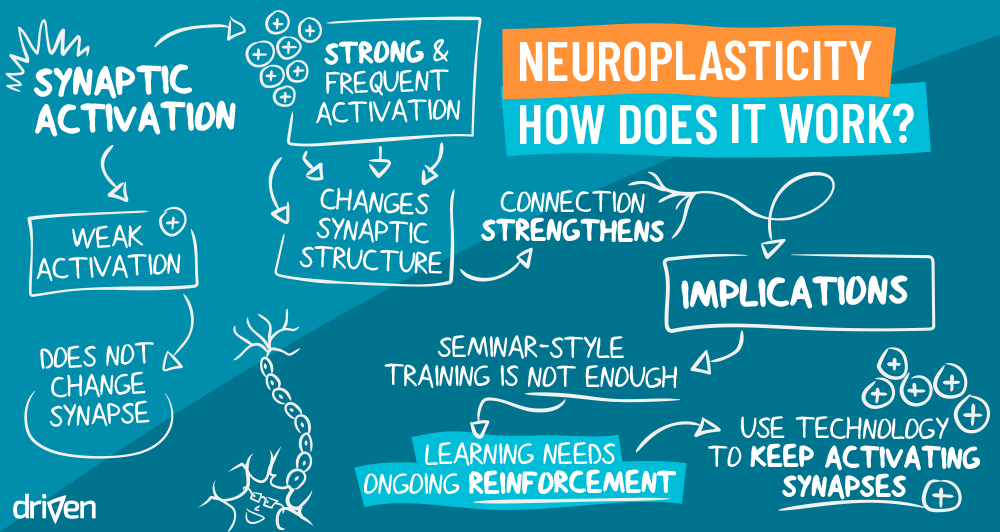 SYNAPTIC
ACTIVATION
STRONG &
FREQUENT
ACTIVATION
NEUROPLASTICITY
HOW DOES IT WORK?
WEAK
ACTIVATION
DOES NOT
CHANGE
SYNAPSE
CHANGES
SYNAPTIC
STRUCTURE
CONNECTION
STRENGTHENS
IMPLICATIONS
SEMINAR-STYLE
TRAINING IS NOT ENOUGH
LEARNING NEEDS
ONGOING REINFORCEMENT
USE TECHNOLOGY
TO KEEP ACTIVATING
SYNAPSES
driven